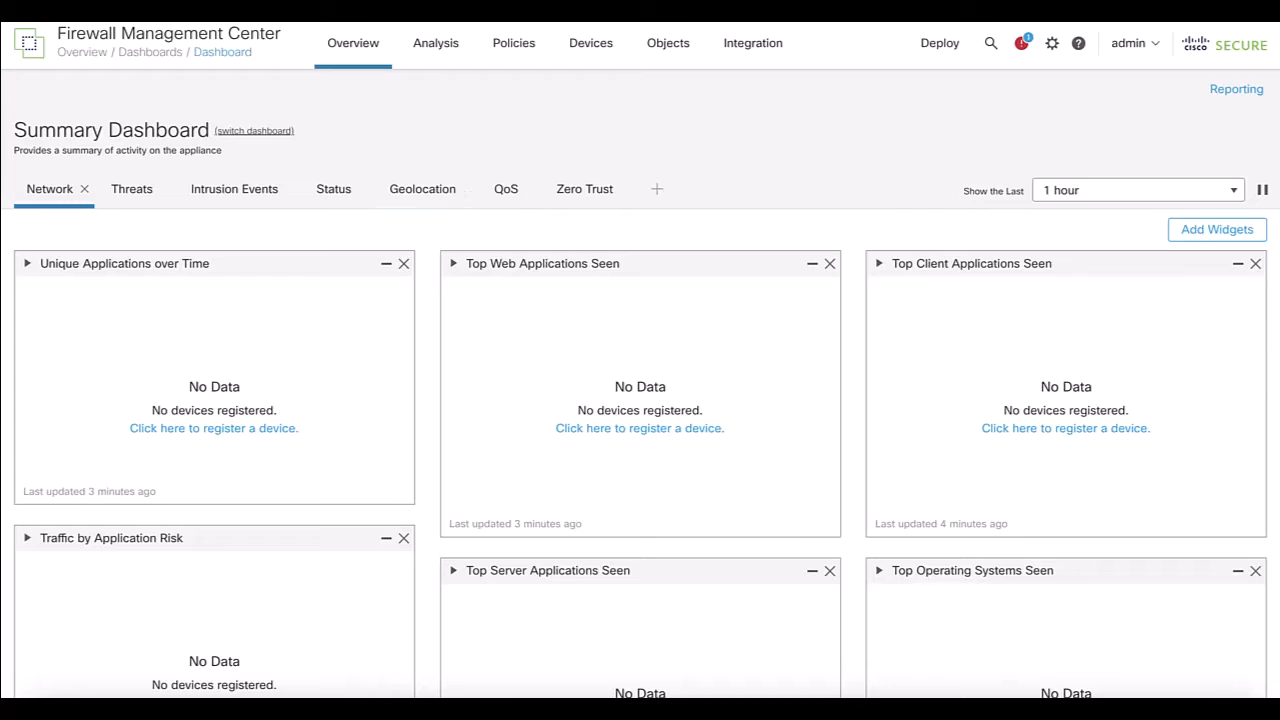 Firewall Management Center
Overview / Dashboards / Dashboard
Overview
Analysis
Policies
Devices
Objects
Integration
Deploy
1
admin
cisco SECURE
Reporting
Summary Dashboard (switch dashboard)
Provides a summary of activity on the appliance
Network
Threats
Intrusion Events
Status
Geolocation
QoS
Zero Trust
Show the Last
1 hour
Add Widgets
Unique Applications over Time
No Data
No devices registered.
Click here to register a device.
Last updated 3 minutes ago
Top Web Applications Seen
No Data
No devices registered.
Click here to register a device.
Last updated 3 minutes ago
Top Client Applications Seen
No Data
No devices registered.
Click here to register a device.
Last updated 4 minutes ago
Traffic by Application Risk
No Data
No devices registered.
Top Server Applications Seen
No Data
Top Operating Systems Seen
No Data